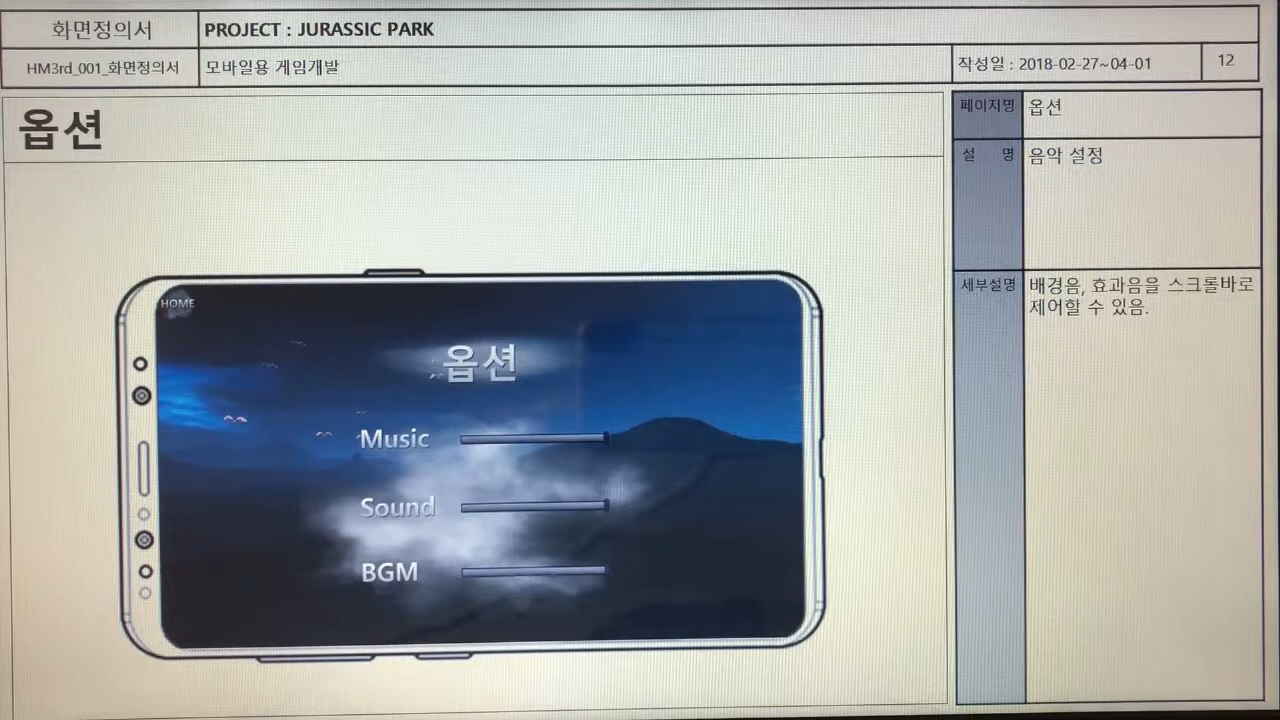 화면정의서
PROJECT : JURASSIC PARK
HM3rd_001_화면정의서
모바일용 게임개발
작성일 : 2018-02-27~04-01
12
옵션
페이지명
옵션
설 명
음악 설정
세부설명
배경음, 효과음을 스크롤바로
제어할 수 있음.
HOME
옵션
Music
Sound
BGM